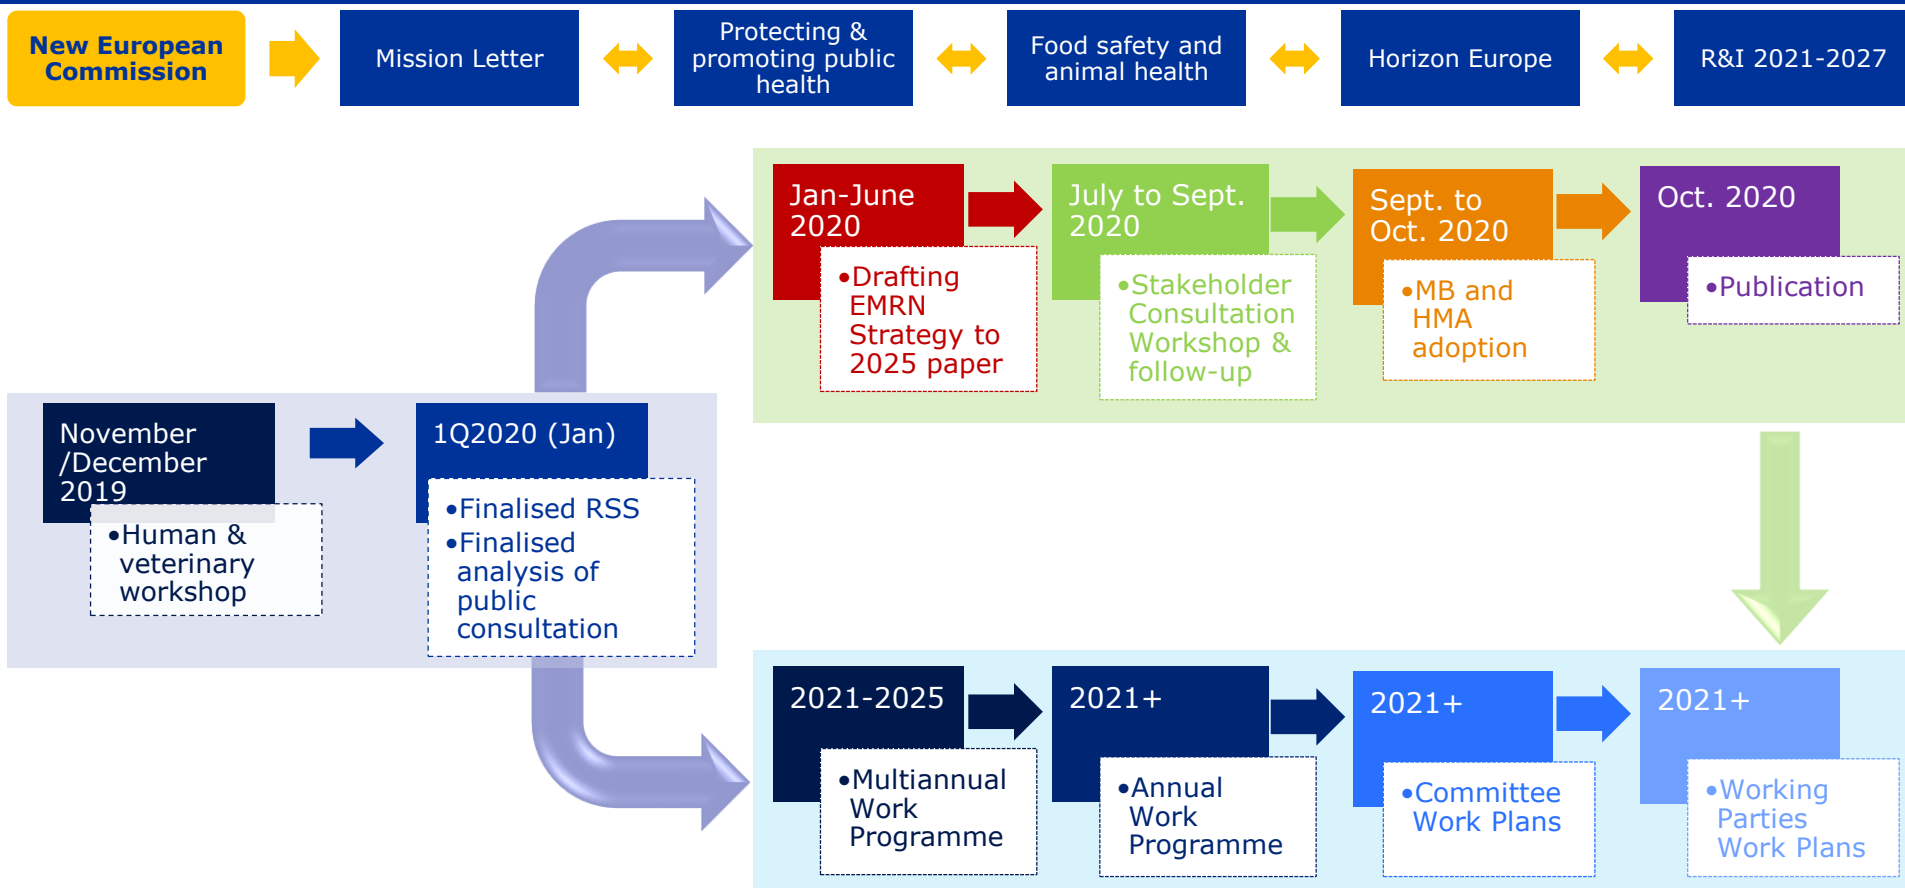 New European
Commission
Mission Letter
Protecting &
promoting public
health
Food safety and
animal health
Horizon Europe
R&I 2021-2027
Jan-June
2020
•Drafting
EMRN
Strategy to
2025 paper
July to Sept.
2020
•Stakeholder
Consultation
Workshop &
follow-up
Sept. to
Oct. 2020
•MB and
HMA
adoption
Oct. 2020
•Publication
November
/December
2019
•Human &
veterinary
workshop
1Q2020 (Jan)
•Finalised RSS
•Finalised
analysis of
public
consultation
2021-2025
•Multiannual
Work
Programme
2021+
•Annual
Work
Programme
2021+
•Committee
Work Plans
2021+
•Working
Parties
Work Plans